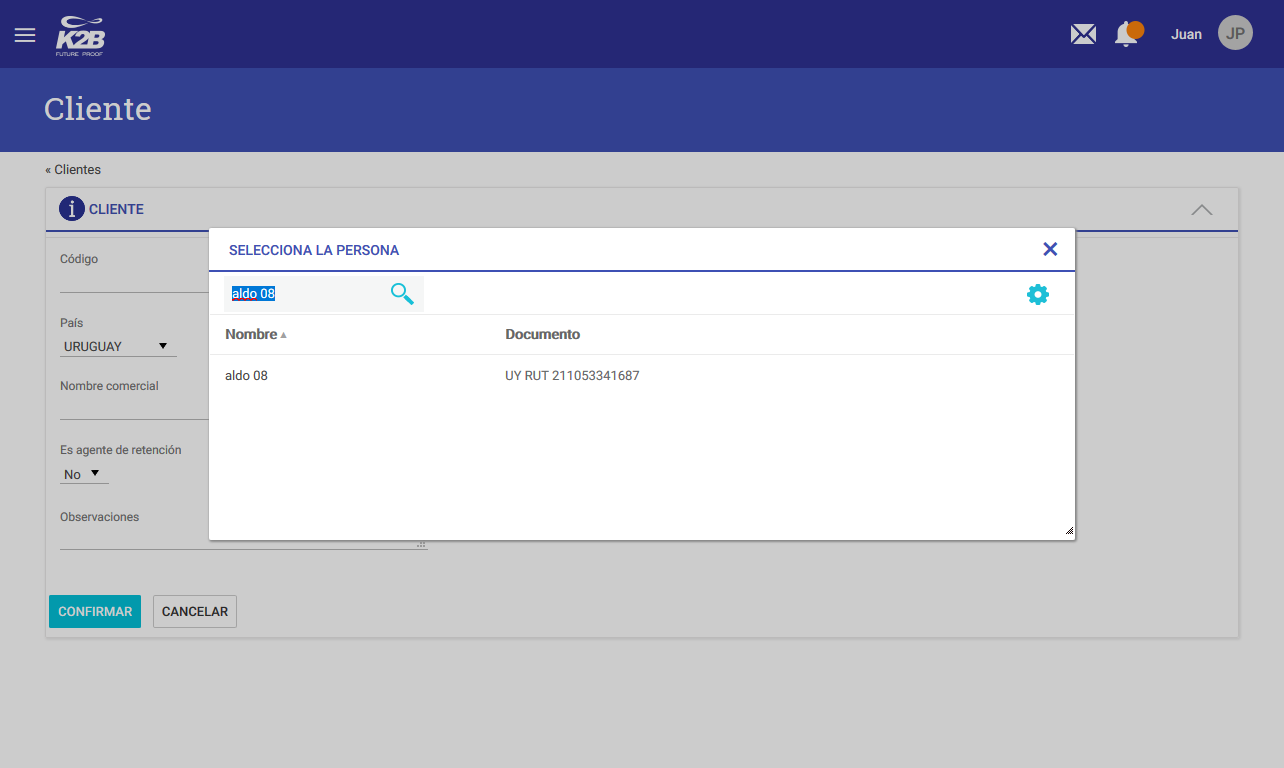 K2B
FUTURE PROOF
Juan
JP
Cliente
« Clientes
CLIENTE
Código
País
URUGUAY
Nombre comercial
Es agente de retención
No
Observaciones
CONFIRMAR
CANCELAR
SELECCIONA LA PERSONA
aldo 08
Nombre
Documento
aldo 08
UY RUT 211053341687